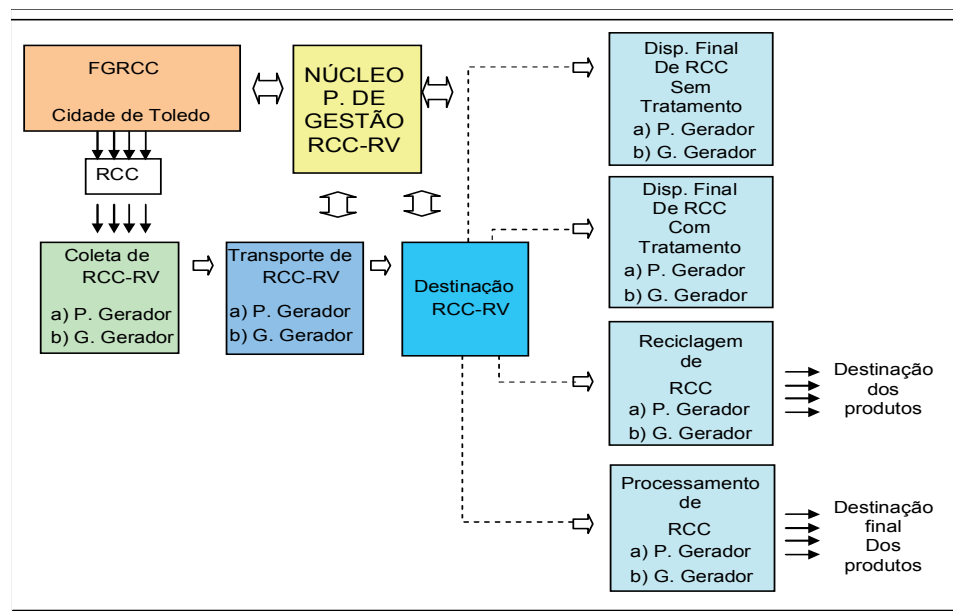 FGRCC
Cidade de Toledo
NÚCLEO
P. DE
GESTÃO
RCC-RV
Disp. Final
De RCC
Sem
Tratamento
a) P. Gerador
b) G. Gerador
RCC
Coleta de
RCC-RV
a) P. Gerador
b) G. Gerador
Transporte de
RCC-RV
a) P. Gerador
b) G. Gerador
Destinação
RCC-RV
Disp. Final
De RCC
Com
Tratamento
a) P. Gerador
b) G. Gerador
Reciclagem
de
RCC
a) P. Gerador
b) G. Gerador
Destinação
dos
produtos
Processamento
de
RCC
a) P. Gerador
b) G. Gerador
Destinação
final
Dos
produtos